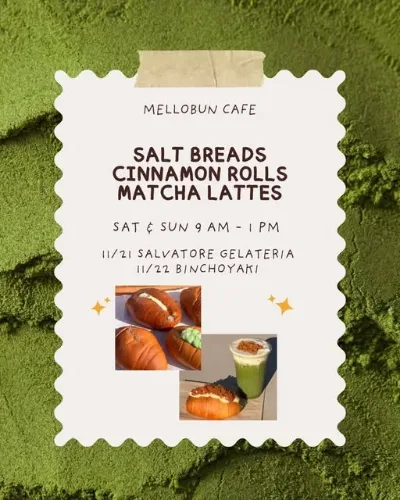 MELLOBUN CAFE
SALT BREADS
CINNAMON ROLLS
MATCHA LATTES
SAT & SUN 9 AM - 1 PM
11/21 SALVATORE GELATERIA
11/22 BINCHOYAKI